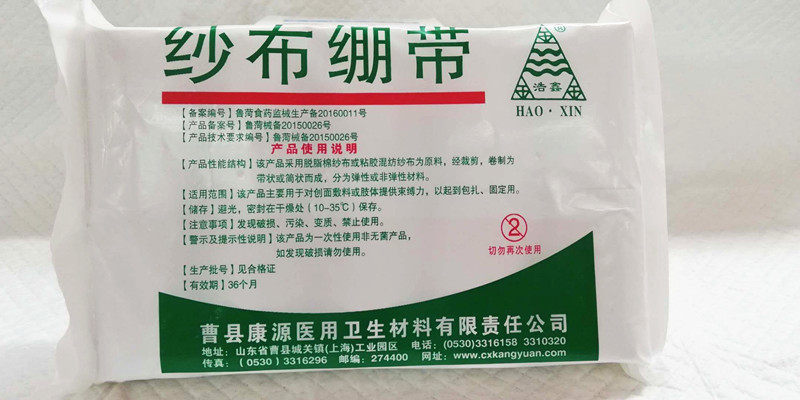 纱布绷带
®
浩鑫
HAO·XIN
【备案编号】鲁菏食药监械生产备20160011号
【产品备案号】鲁菏械备20150026号
【产品技术要求编号】鲁菏械备20150026号
产品使用说明
【产品性能结构】该产品采用脱脂棉纱布或粘胶混纺纱布为原料，经裁剪，卷制为
带状或筒状而成，分为弹性或非弹性材料。
【适用范围】该产品主要用于对创面敷料或肢体提供束缚力，以起到包扎、固定用。
【储存】避光，密封在干燥处（10-35℃）保存。
【注意事项】发现破损、污染、变质、禁止使用。
【警示及提示性说明】该产品为一次性使用非无菌产品，
如发现破损请勿使用。
2
切勿再次使用
【生产批号】见合格证
【有效期】36个月
曹县康源医用卫生材料有限责任公司
地址：山东省曹县城关镇(上海)工业园区 电话：(0530)3316158 3310320
传真：(0530)3316296 邮编：274400 网址：www.cxkangyuan.com